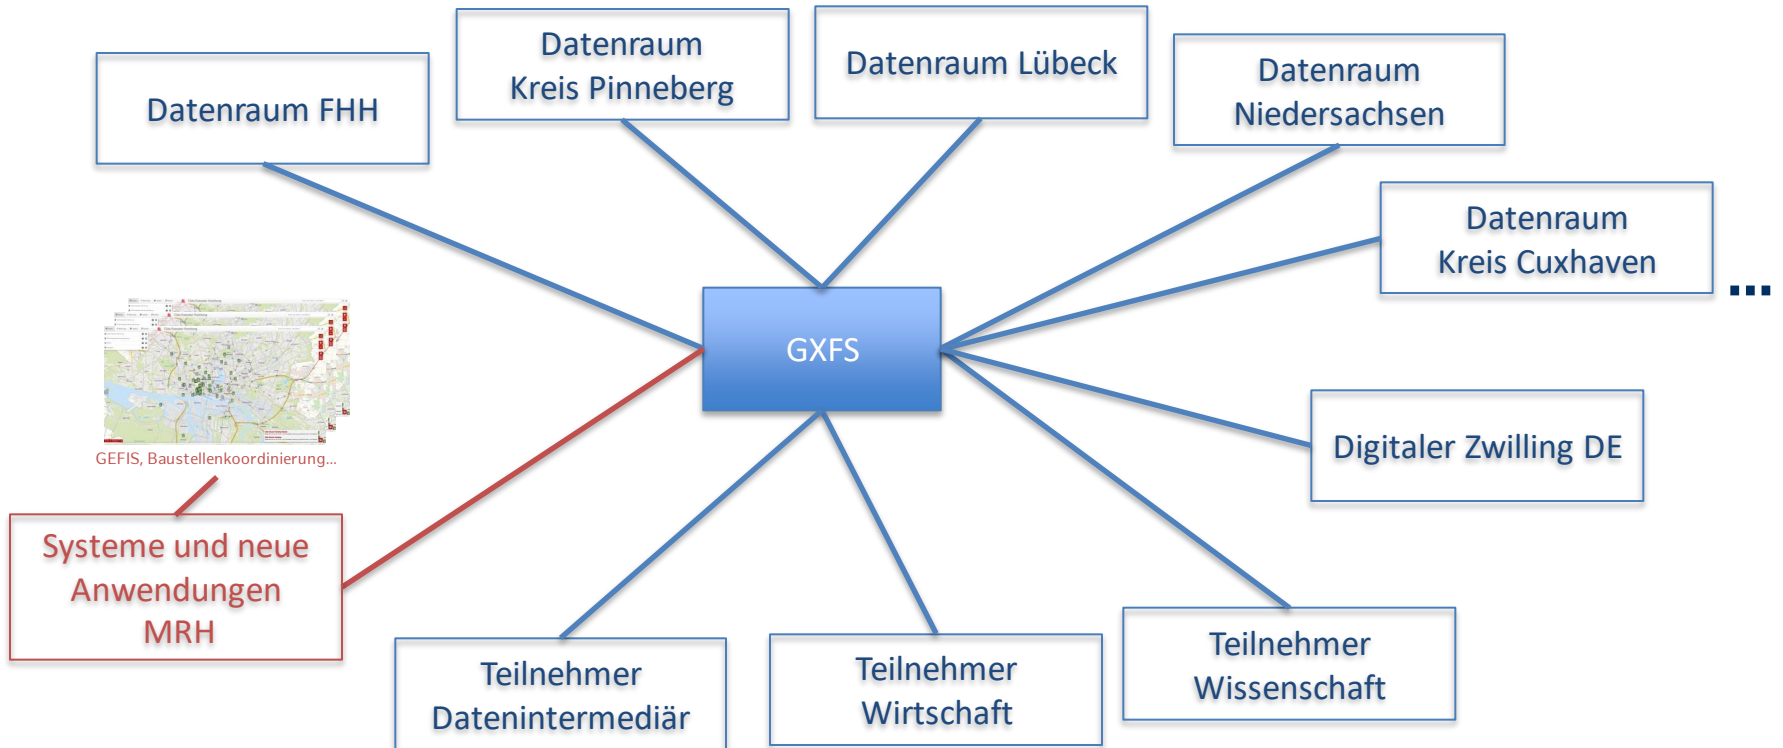 Datenraum FHH
Datenraum
Kreis Pinneberg
Datenraum Lübeck
Datenraum
Niedersachsen
Datenraum
Kreis Cuxhaven
...
GXFS
GEFIS, Baustellenkoordinierung...
Digitaler Zwilling DE
Systeme und neue
Anwendungen
MRH
Teilnehmer
Datenintermediär
Teilnehmer
Wirtschaft
Teilnehmer
Wissenschaft